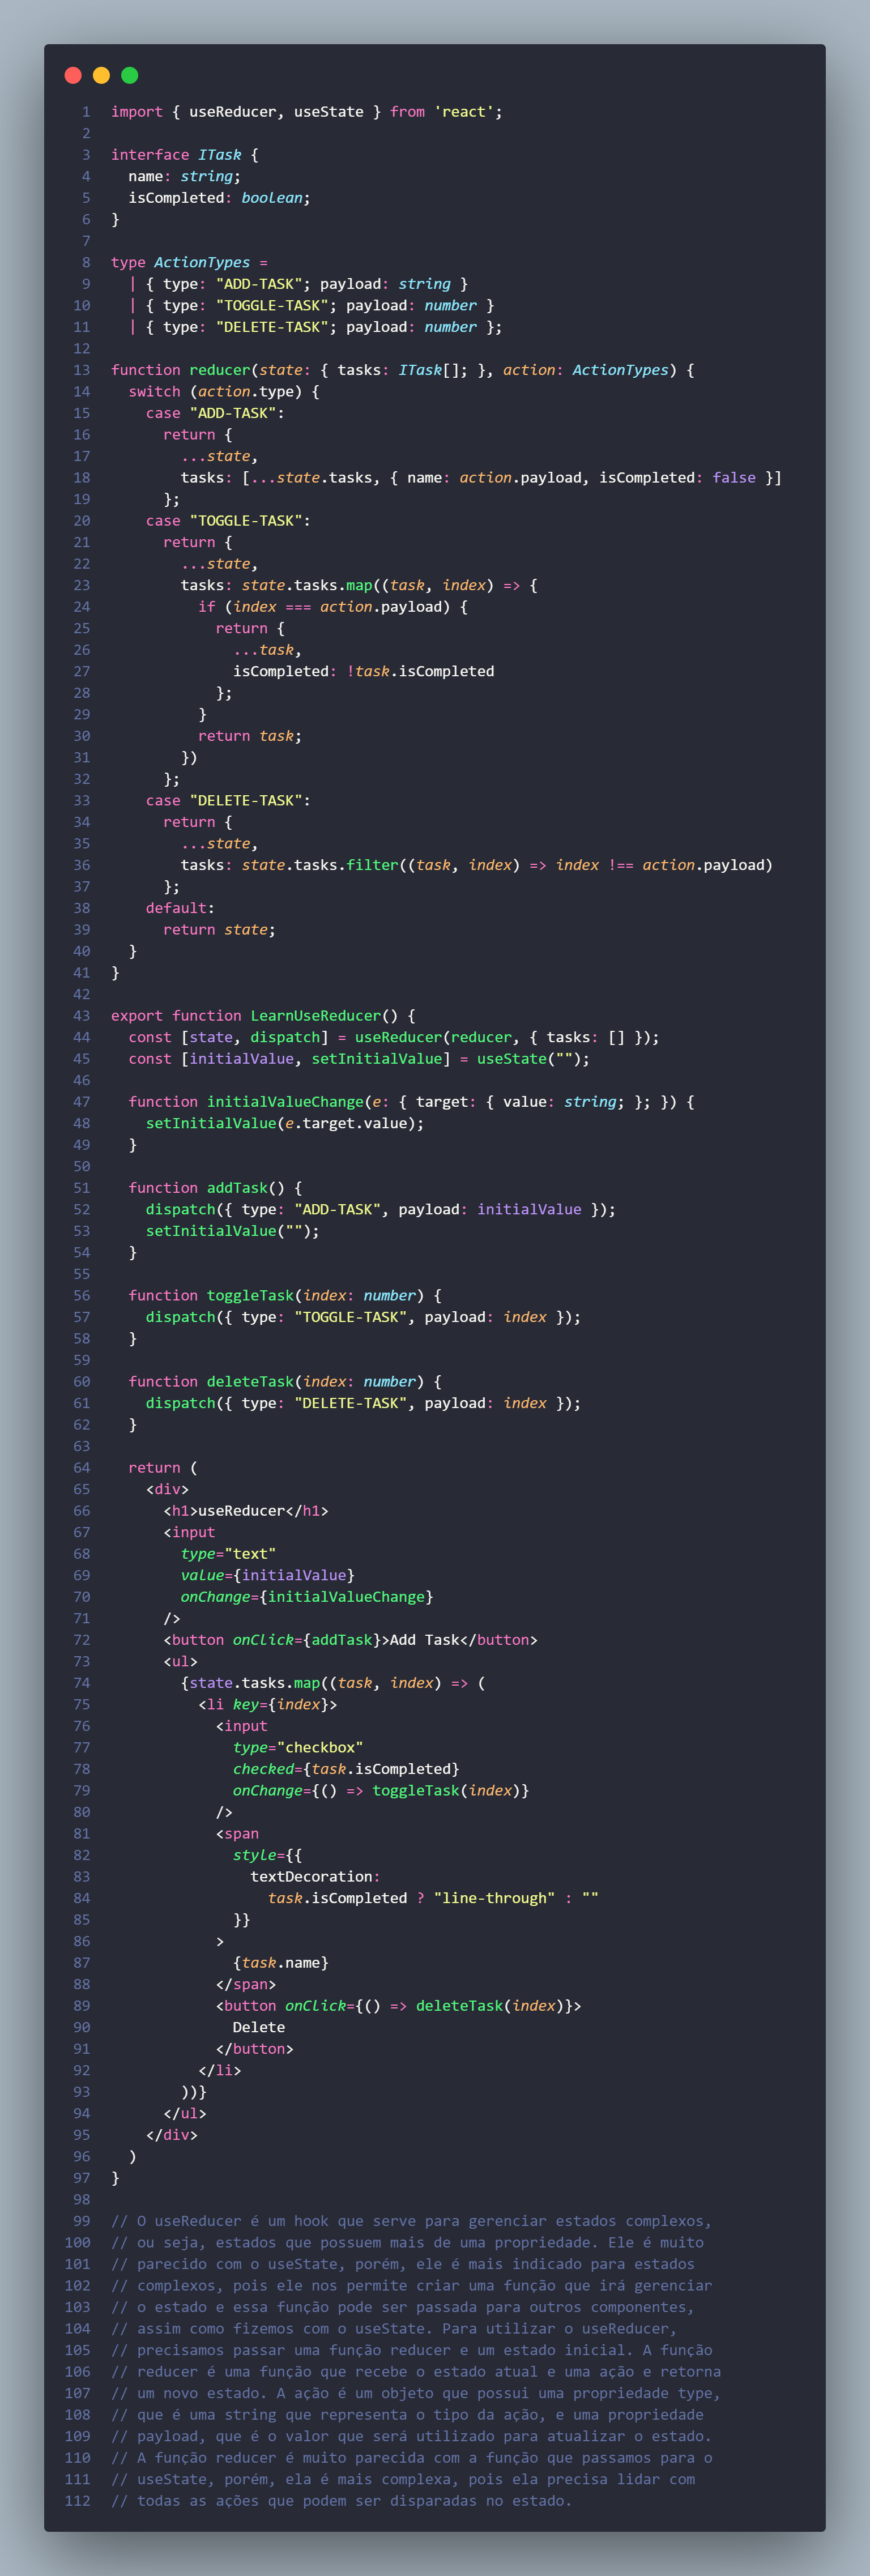 1 import { useReducer, useState } from 'react';
2
3 interface ITask {
4   name: string;
5   isCompleted: boolean;
6 }
7
8 type ActionTypes =
9   | { type: "ADD-TASK"; payload: string }
10   | { type: "TOGGLE-TASK"; payload: number }
11   | { type: "DELETE-TASK"; payload: number };
12
13 function reducer(state: { tasks: ITask[]; }, action: ActionTypes) {
14   switch (action.type) {
15     case "ADD-TASK":
16       return {
17         ...state,
18         tasks: [...state.tasks, { name: action.payload, isCompleted: false }]
19       };
20     case "TOGGLE-TASK":
21       return {
22         ...state,
23         tasks: state.tasks.map((task, index) => {
24           if (index === action.payload) {
25             return {
26               ...task,
27               isCompleted: !task.isCompleted
28             };
29           }
30           return task;
31         })
32       };
33     case "DELETE-TASK":
34       return {
35         ...state,
36         tasks: state.tasks.filter((task, index) => index !== action.payload)
37       };
38     default:
39       return state;
40   }
41 }
42
43 export function LearnUseReducer() {
44   const [state, dispatch] = useReducer(reducer, { tasks: [] });
45   const [initialValue, setInitialValue] = useState("");
46
47   function initialValueChange(e: { target: { value: string; }; }) {
48     setInitialValue(e.target.value);
49   }
50
51   function addTask() {
52     dispatch({ type: "ADD-TASK", payload: initialValue });
53     setInitialValue("");
54   }
55
56   function toggleTask(index: number) {
57     dispatch({ type: "TOGGLE-TASK", payload: index });
58   }
59
60   function deleteTask(index: number) {
61     dispatch({ type: "DELETE-TASK", payload: index });
62   }
63
64   return (
65     <div>
66       <h1>useReducer</h1>
67       <input
68         type="text"
69         value={initialValue}
70         onChange={initialValueChange}
71       />
72       <button onClick={addTask}>Add Task</button>
73       <ul>
74         {state.tasks.map((task, index) => (
75           <li key={index}>
76             <input
77               type="checkbox"
78               checked={task.isCompleted}
79               onChange={() => toggleTask(index)}
80             />
81             <span
82               style={{
83                 textDecoration:
84                   task.isCompleted ? "line-through" : ""
85               }}
86             >
87               {task.name}
88             </span>
89             <button onClick={() => deleteTask(index)}>
90               Delete
91             </button>
92           </li>
93         ))}
94       </ul>
95     </div>
96   )
97 }
98
99 // O useReducer é um hook que serve para gerenciar estados complexos,
100 // ou seja, estados que possuem mais de uma propriedade. Ele é muito
101 // parecido com o useState, porém, ele é mais indicado para estados
102 // complexos, pois ele nos permite criar uma função que irá gerenciar
103 // o estado e essa função pode ser passada para outros componentes,
104 // assim como fizemos com o useState. Para utilizar o useReducer,
105 // precisamos passar uma função reducer e um estado inicial. A função
106 // reducer é uma função que recebe o estado atual e uma ação e retorna
107 // um novo estado. A ação é um objeto que possui uma propriedade type,
108 // que é uma string que representa o tipo da ação, e uma propriedade
109 // payload, que é o valor que será utilizado para atualizar o estado.
110 // A função reducer é muito parecida com a função que passamos para o
111 // useState, porém, ela é mais complexa, pois ela precisa lidar com
112 // todas as ações que podem ser disparadas no estado.